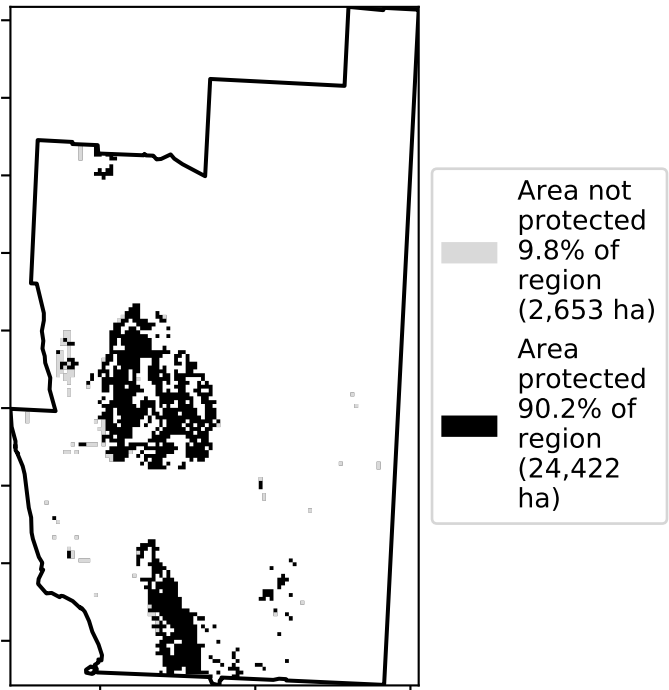 Area not
protected
9.8% of
region
(2,653 ha)
Area
protected
90.2% of
region
(24,422
ha)